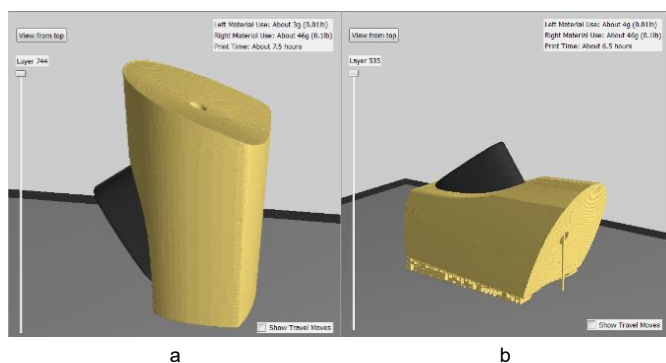 Left Material Use: About 3g (0.01lb)
Right Material Use: About 46g (0.1lb)
Print Time: About 7.5 hours
View from top
Layer 744
Show Travel Moves
a
Left Material Use: About 4g (0.01lb)
Right Material Use: About 46g (0.1lb)
Print Time: About 6.5 hours
View from top
Layer 535
Show Travel Moves
b